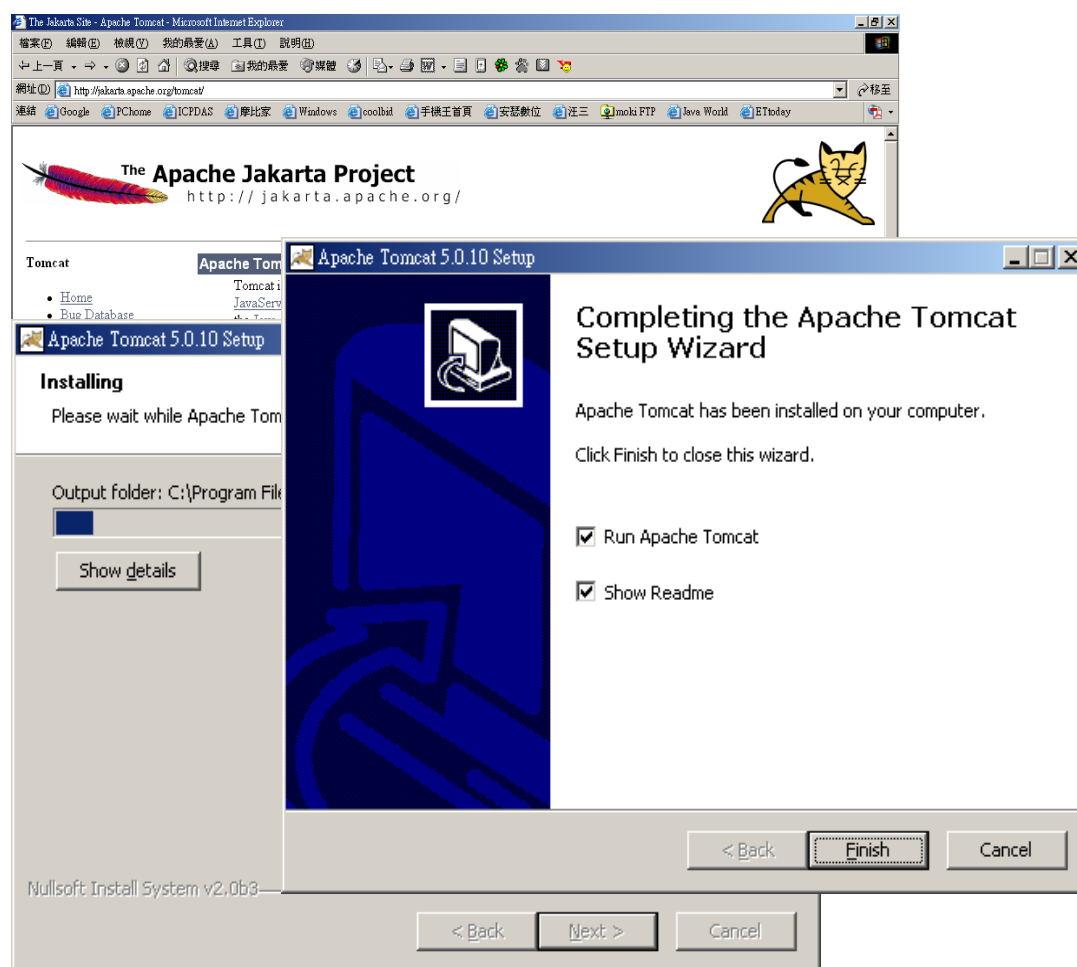 The Jakarta Site - Apache Tomcat - Microsoft Internet Explorer
檔案(F) 編輯(E) 檢視(V) 我的最愛(A) 工具(T) 說明(H)
上一頁 搜尋 我的最愛 媒體
網址(D) http://jakarta.apache.org/tomcat/ 移至
連結 Google PChome ICPDAS 摩比家 Windows coolbid 手機王首頁 安瑟數位 汪三 moki FTP Java World ETtoday
The Apache Jakarta Project
http://jakarta.apache.org/
Tomcat
Home
Bug Database
Apache Tom
Tomcat i
JavaServ
the Java
Apache Tomcat 5.0.10 Setup
Installing
Please wait while Apache Tom
Output folder: C:\Program File
Show details
Nullsoft Install System v2.0b3
< Back Next > Cancel
Apache Tomcat 5.0.10 Setup
Completing the Apache Tomcat
Setup Wizard
Apache Tomcat has been installed on your computer.
Click Finish to close this wizard.
Run Apache Tomcat
Show Readme
< Back Finish Cancel